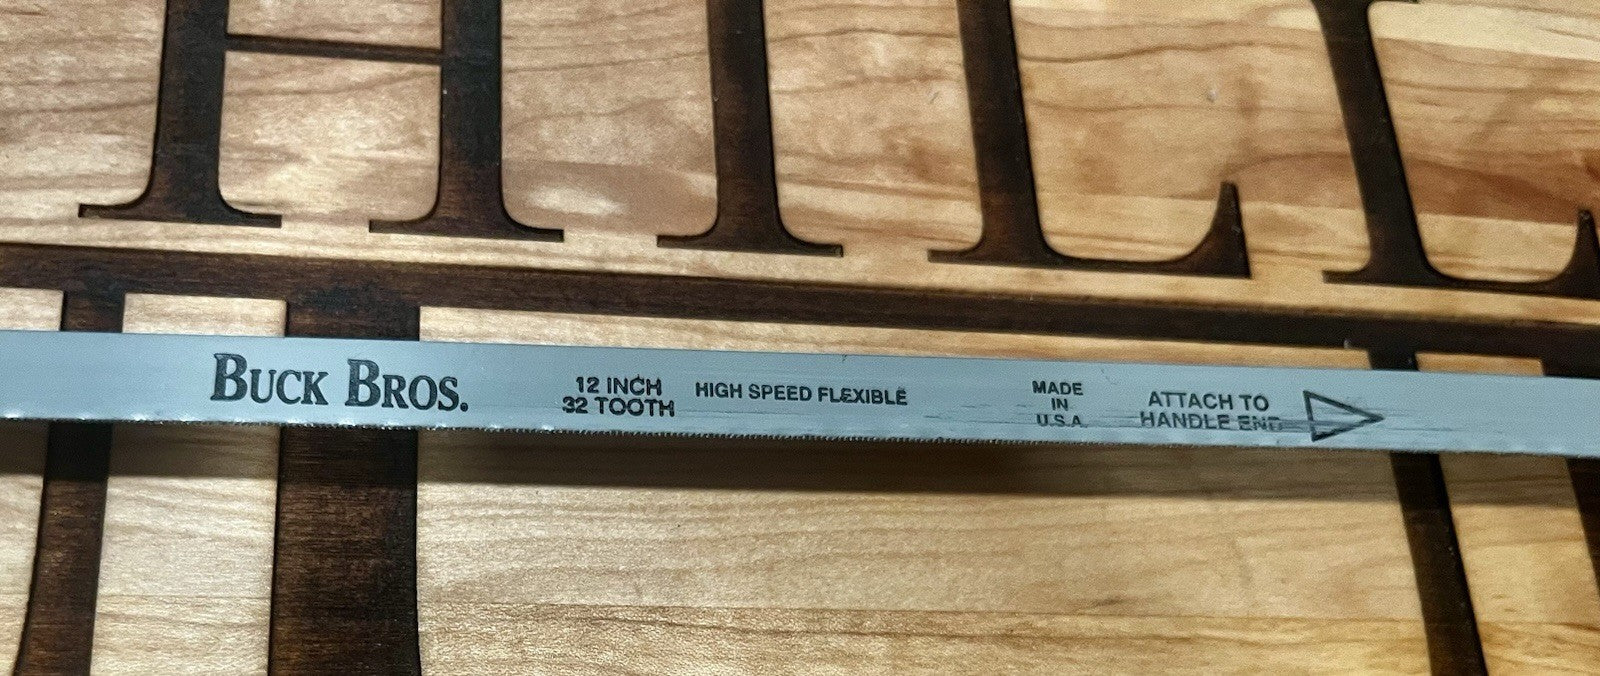 HILL
BUCK BROS.
12 INCH
32 TOOTH
HIGH SPEED FLEXIBLE
MADE
IN
U.S.A.
ATTACH TO
HANDLE END